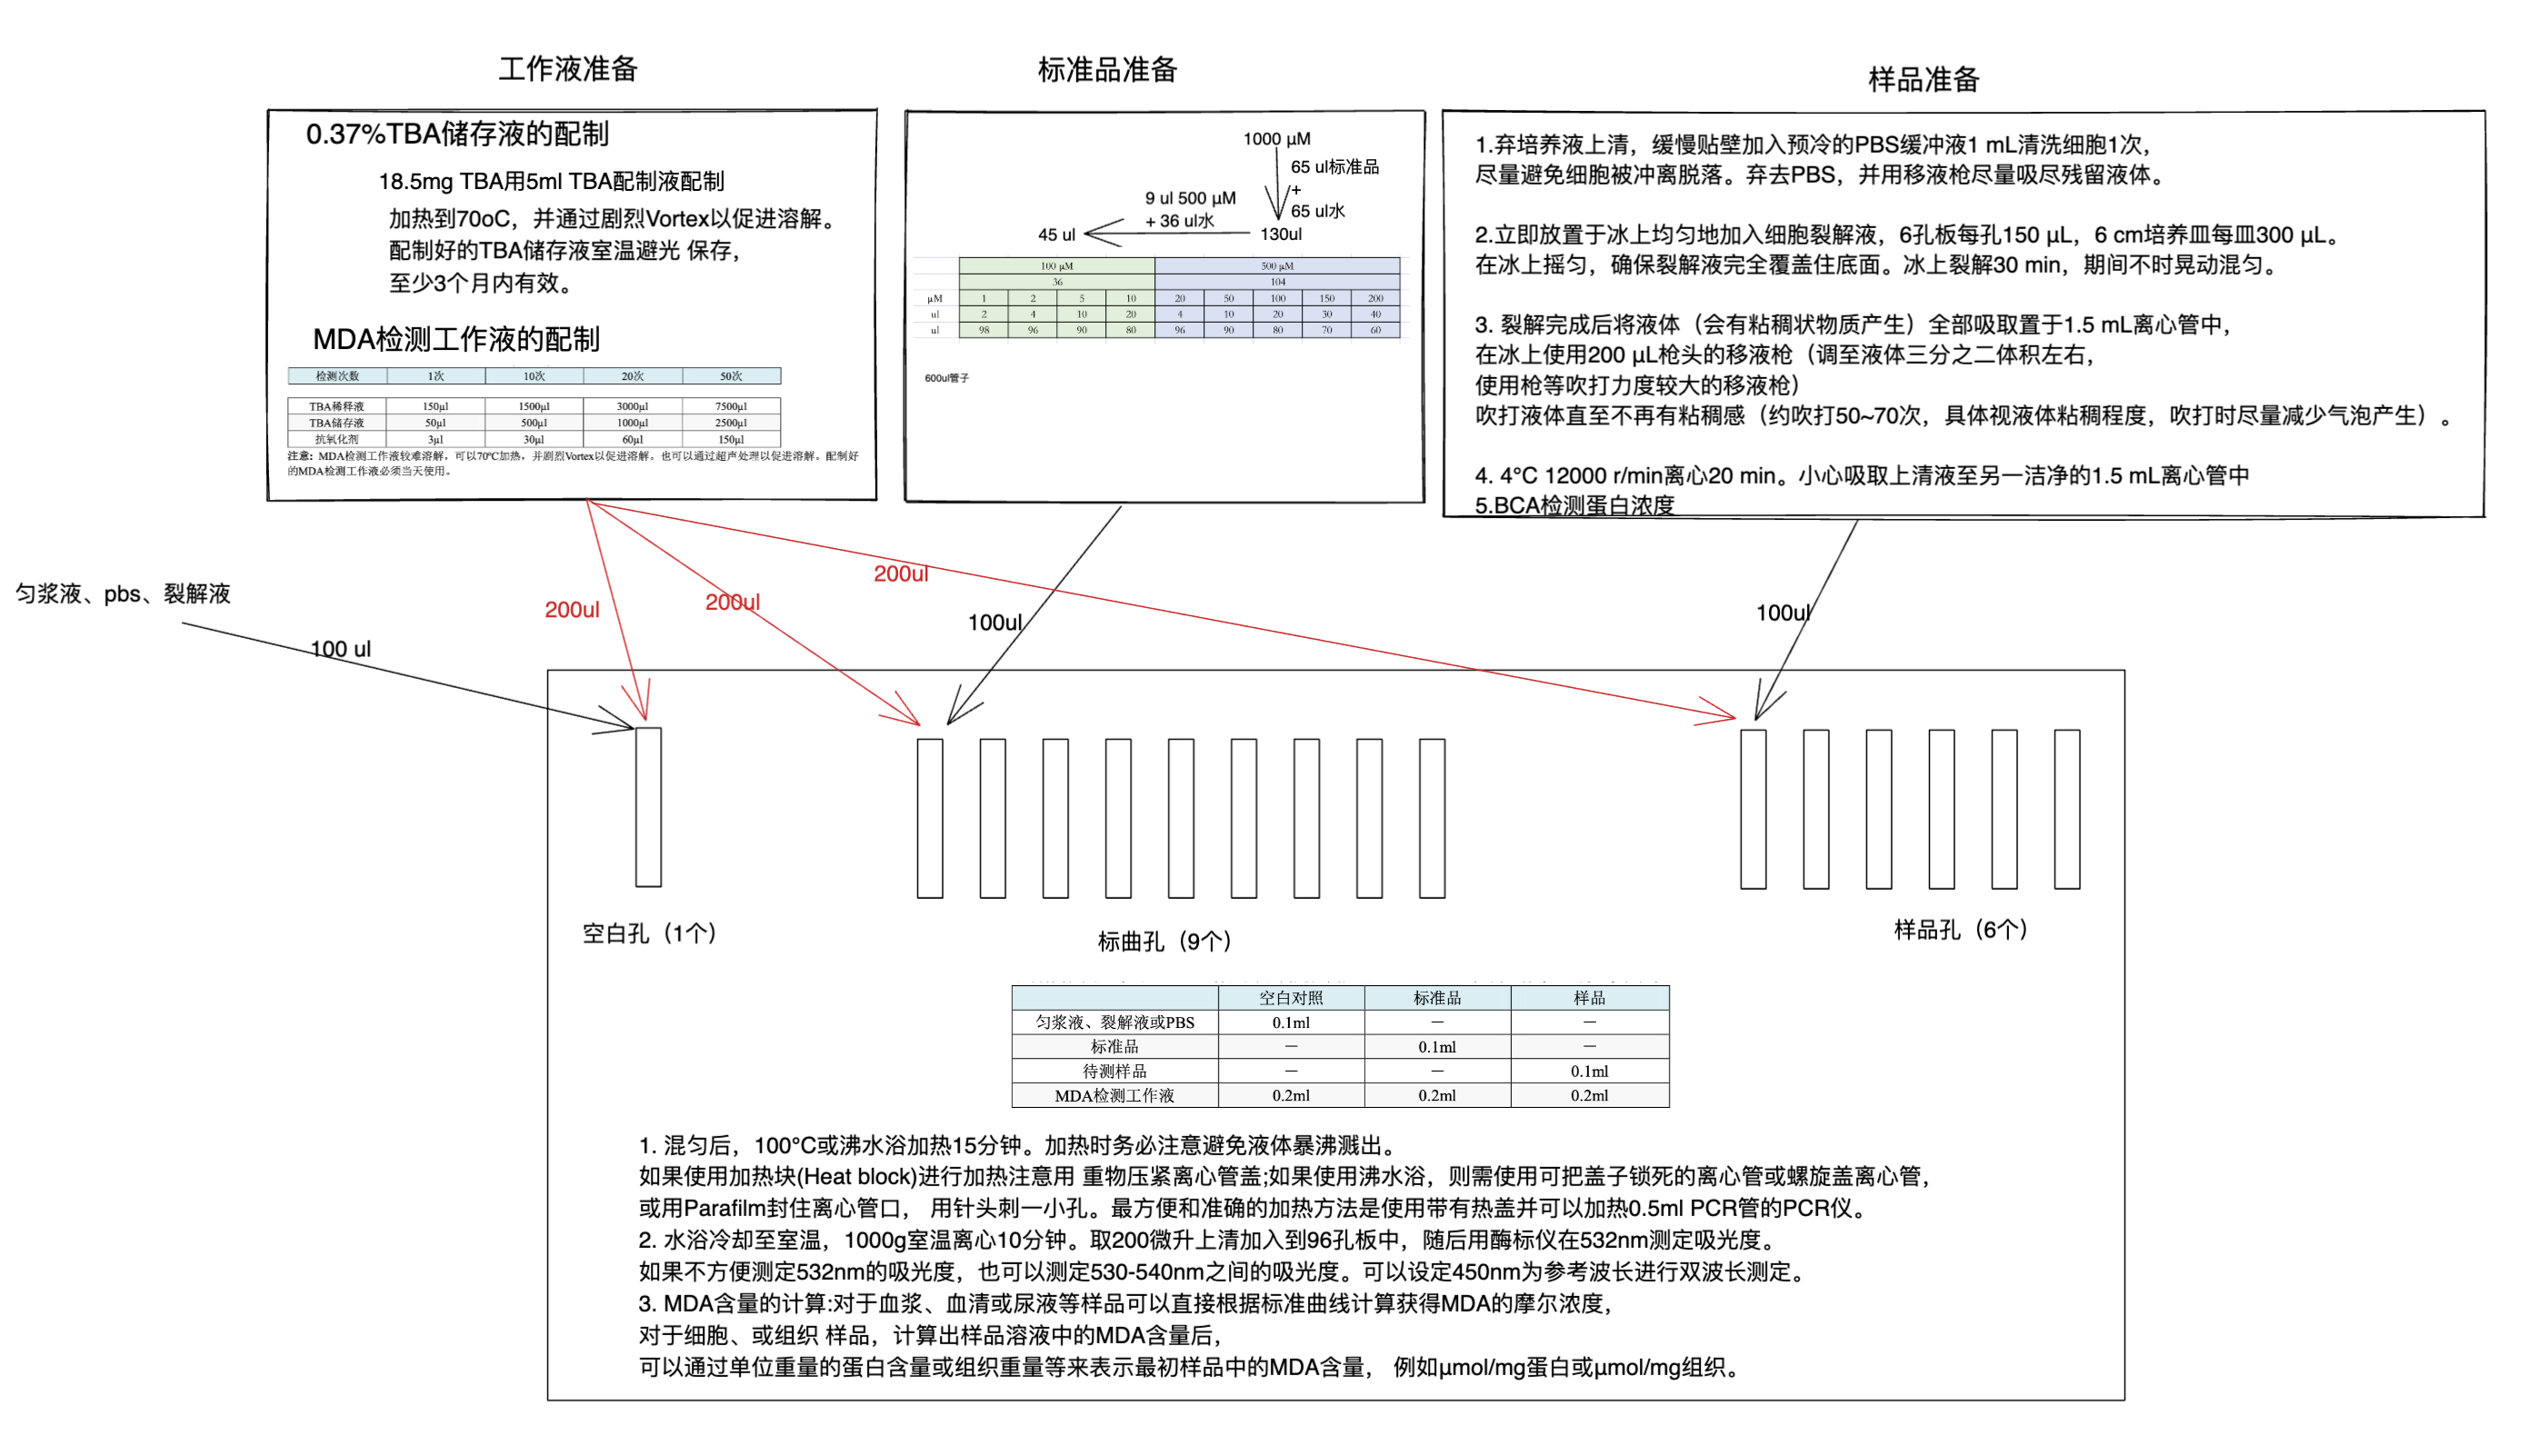 工作液准备
0.37%TBA储存液的配制
18.5mg TBA用5ml TBA配制液配制
加热到70oC，并通过剧烈Vortex以促进溶解。
配制好的TBA储存液室温避光 保存，
至少3个月内有效。
MDA检测工作液的配制
检测次数 1次 10次 20次 50次
TBA稀释液 150μl 1500μl 3000μl 7500μl
TBA储存液 50μl 500μl 1000μl 2500μl
抗氧化剂 3μl 30μl 60μl 150μl
注意：MDA检测工作液较难溶解，可以70℃加热，并剧烈Vortex以促进溶解。也可以通过超声处理以促进溶解。配制好
的MDA检测工作液必须当天使用。
标准品准备
1000 μM
65 ul标准品
+
65 ul水
9 ul 500 μM
+ 36 ul水
45 ul
130ul
100 μM 500 μM
36 104
μM 1 2 5 10 20 50 100 150 200
ul 2 4 10 20 4 10 20 30 40
ul 98 96 90 80 96 90 80 70 60
600ul管子
样品准备
1.弃培养液上清，缓慢贴壁加入预冷的PBS缓冲液1 mL清洗细胞1次，
尽量避免细胞被冲离脱落。弃去PBS，并用移液枪尽量吸尽残留液体。
2.立即放置于冰上均匀地加入细胞裂解液，6孔板每孔150 μL，6 cm培养皿每皿300 μL。
在冰上摇匀，确保裂解液完全覆盖住底面。冰上裂解30 min，期间不时晃动混匀。
3. 裂解完成后将液体（会有粘稠状物质产生）全部吸取置于1.5 mL离心管中，
在冰上使用200 μL枪头的移液枪（调至液体三分之二体积左右，
使用枪等吹打力度较大的移液枪）
吹打液体直至不再有粘稠感（约吹打50~70次，具体视液体粘稠程度，吹打时尽量减少气泡产生）。
4. 4°C 12000 r/min离心20 min。小心吸取上清液至另一洁净的1.5 mL离心管中
5.BCA检测蛋白浓度
匀浆液、pbs、裂解液
100 ul
200ul
200ul
200ul
100ul
100ul
空白孔（1个）
标曲孔（9个）
样品孔（6个）
空白对照 标准品 样品
匀浆液、裂解液或PBS 0.1ml － －
标准品 － 0.1ml －
待测样品 － － 0.1ml
MDA检测工作液 0.2ml 0.2ml 0.2ml
1. 混匀后，100°C或沸水浴加热15分钟。加热时务必注意避免液体暴沸溅出。
如果使用加热块(Heat block)进行加热注意用 重物压紧离心管盖;如果使用沸水浴，则需使用可把盖子锁死的离心管或螺旋盖离心管，
或用Parafilm封住离心管口， 用针头刺一小孔。最方便和准确的加热方法是使用带有热盖并可以加热0.5ml PCR管的PCR仪。
2. 水浴冷却至室温，1000g室温离心10分钟。取200微升上清加入到96孔板中，随后用酶标仪在532nm测定吸光度。
如果不方便测定532nm的吸光度，也可以测定530-540nm之间的吸光度。可以设定450nm为参考波长进行双波长测定。
3. MDA含量的计算:对于血浆、血清或尿液等样品可以直接根据标准曲线计算获得MDA的摩尔浓度，
对于细胞、或组织 样品，计算出样品溶液中的MDA含量后，
可以通过单位重量的蛋白含量或组织重量等来表示最初样品中的MDA含量， 例如μmol/mg蛋白或μmol/mg组织。